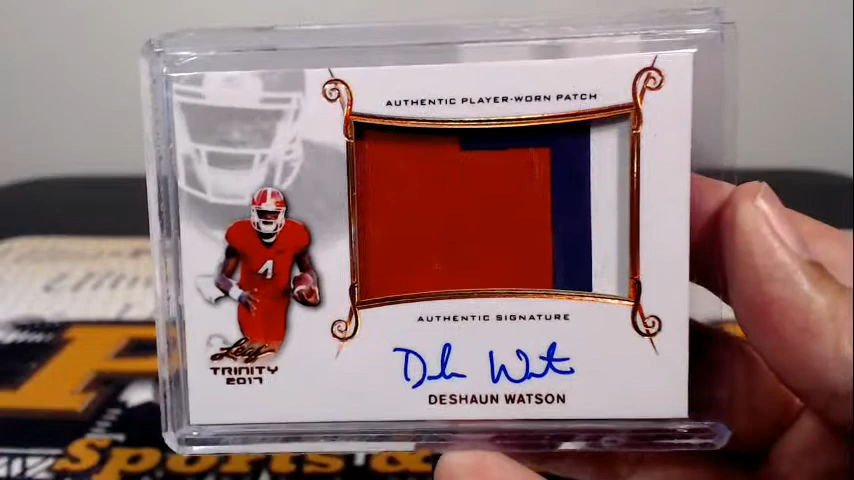 AUTHENTIC PLAYER-WORN PATCH
4
AUTHENTIC SIGNATURE
Leaf
TRINITY
2017
DESHAUN WATSON
Sports &